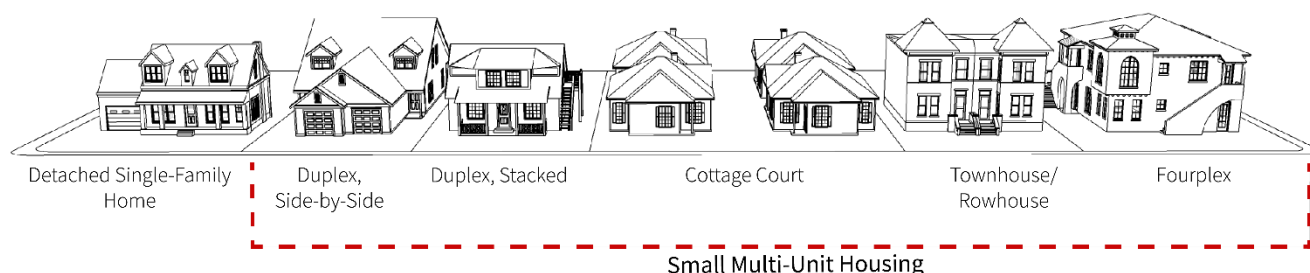 Detached Single-Family
Home
Duplex,
Side-by-Side
Duplex, Stacked
Cottage Court
Townhouse/
Rowhouse
Fourplex
Small Multi-Unit Housing